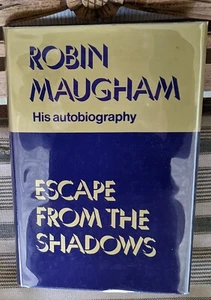 ROBIN
MAUGHAM
His autobiography
ESCAPE
FROM THE
SHADOWS